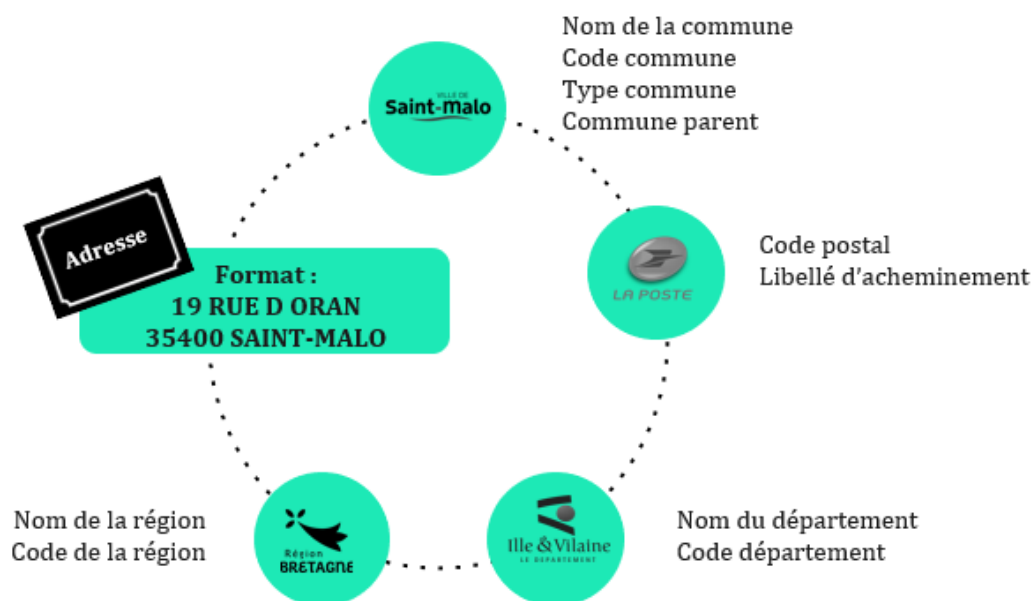 Nom de la commune
Code commune
Type commune
Commune parent
VILLE DE
Saint-malo
Adresse
Format :
19 RUE D ORAN
35400 SAINT-MALO
LA POSTE
Code postal
Libellé d'acheminement
Nom de la région
Code de la région
Région
BRETAGNE
Ille & Vilaine
LE DÉPARTEMENT
Nom du département
Code département